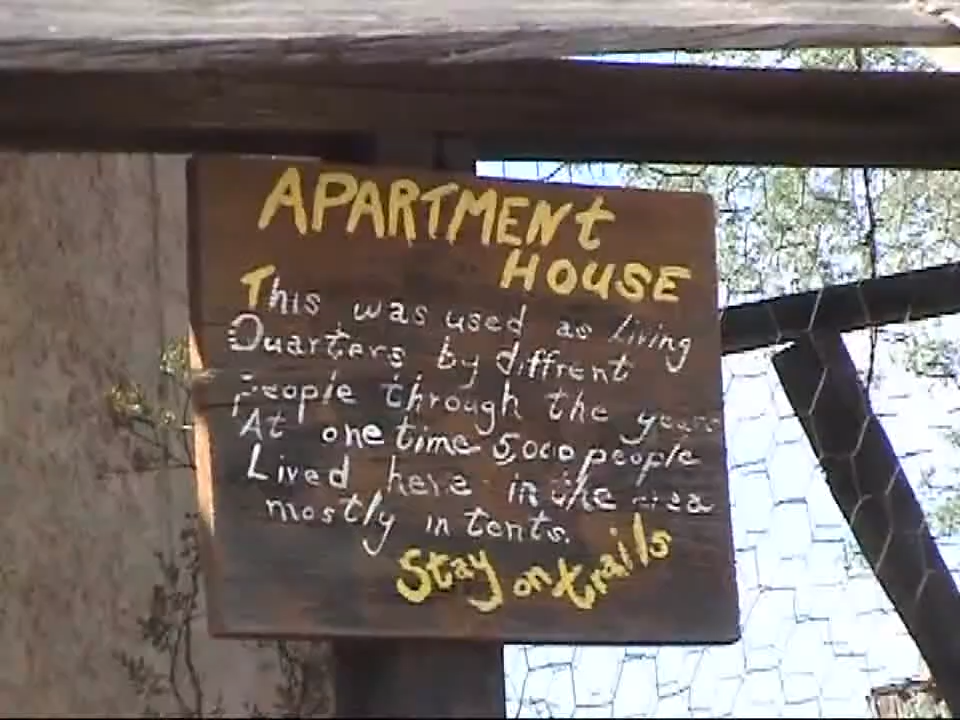 APARTMENt
HOUSE
This was used as Living
Quarters by diffrent
People through the years
At one time 5,000 people
Lived here in the area
mostly in tents.
Stay on trails